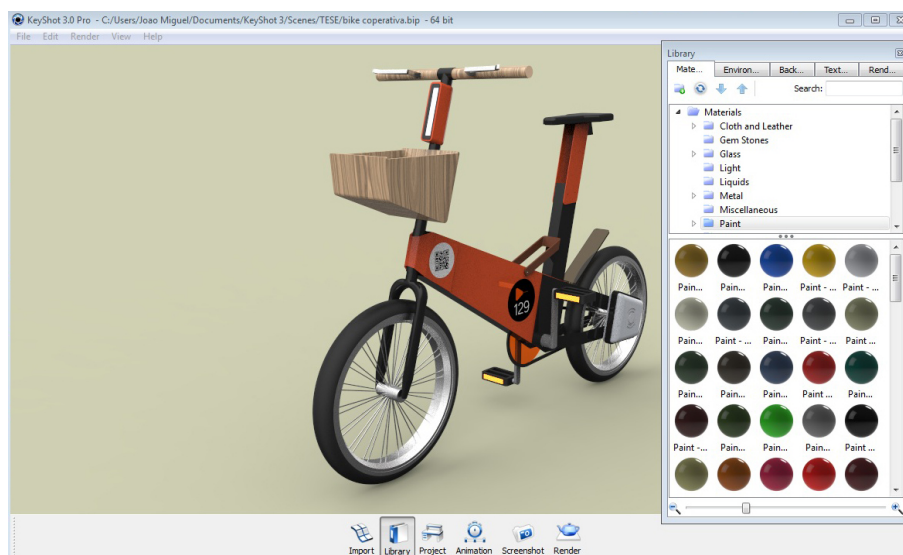 KeyShot 3.0 Pro - C:/Users/Joao Miguel/Documents/KeyShot 3/Scenes/TESE/bike coperativa.bip - 64 bit
File Edit Render View Help
Library
Mate... Environ... Back... Text... Rend...
Search:
Materials
Cloth and Leather
Gem Stones
Glass
Light
Liquids
Metal
Miscellaneous
Paint
Pain... Pain... Pain... Paint - ... Paint - ...
Pain... Paint - ... Pain... Paint - ... Pain...
Pain... Pain... Pain... Paint ... Pain...
Paint -... Pain... Pain... Pain... Paint ...
129
Import Library Project Animation Screenshot Render